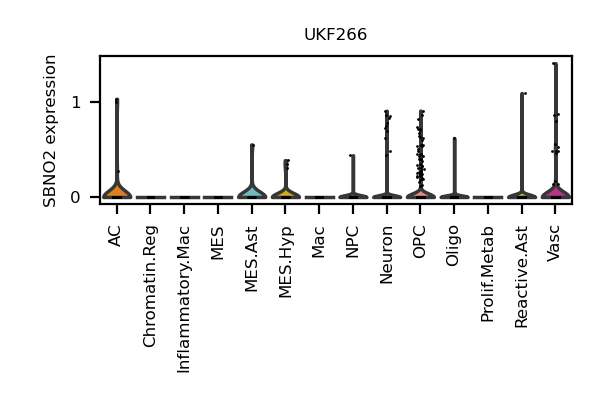 UKF266
SBNO2 expression
1
0
AC
Chromatin.Reg
Inflammatory.Mac
MES
MES.Ast
MES.Hyp
Mac
NPC
Neuron
OPC
Oligo
Prolif.Metab
Reactive.Ast
Vasc